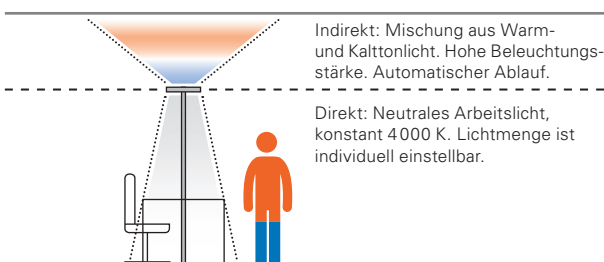 Indirekt: Mischung aus Warm-
und Kalttonlicht. Hohe Beleuchtungs-
stärke. Automatischer Ablauf.
Direkt: Neutrales Arbeitslicht,
konstant 4000 K. Lichtmenge ist
individuell einstellbar.